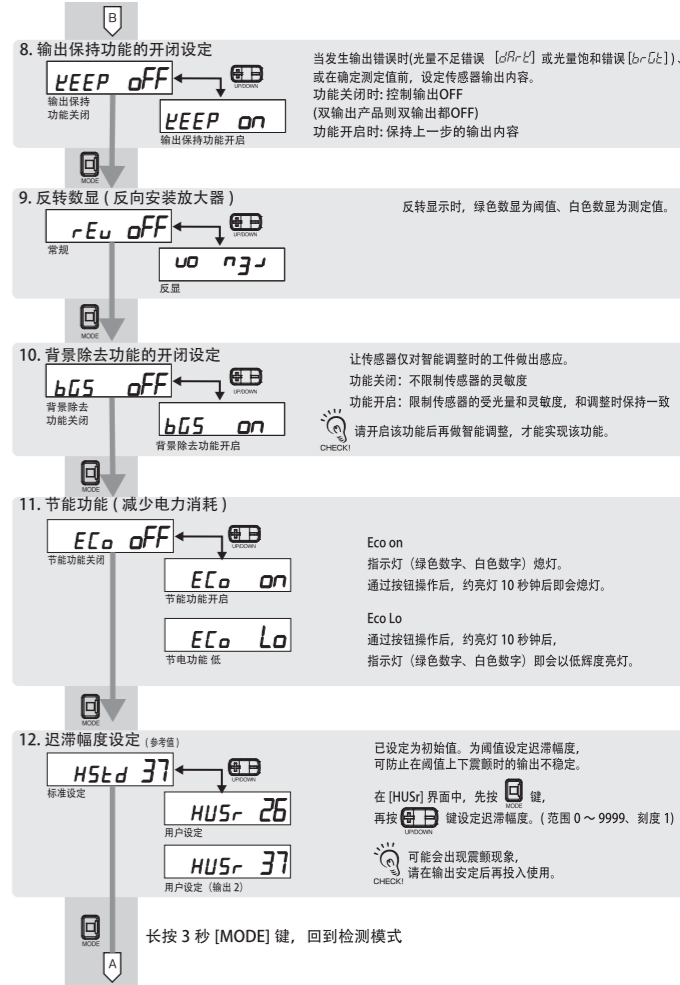 B
8. 输出保持功能的开闭设定
KEEP oFF
UP/DOWN
输出保持
功能关闭
KEEP on
输出保持功能开启
当发生输出错误时(光量不足错误 [dArK] 或光量饱和错误[brGt])、
或在确定测定值前，设定传感器输出内容。
功能关闭时: 控制输出OFF
(双输出产品则双输出都OFF)
功能开启时: 保持上一步的输出内容
MODE
9. 反转数显 ( 反向安装放大器 )
rEv oFF
UP/DOWN
常规
反显
反转显示时，绿色数显为阈值、白色数显为测定值。
MODE
10. 背景除去功能的开闭设定
bGS oFF
UP/DOWN
背景除去
功能关闭
bGS on
背景除去功能开启
让传感器仅对智能调整时的工件做出感应。
功能关闭：不限制传感器的灵敏度
功能开启：限制传感器的受光量和灵敏度，和调整时保持一致
CHECK!
请开启该功能后再做智能调整，才能实现该功能。
MODE
11. 节能功能 ( 减少电力消耗 )
ECo oFF
UP/DOWN
节能功能关闭
ECo on
节能功能开启
ECo Lo
节电功能 低
Eco on
指示灯（绿色数字、白色数字）熄灯。
通过按钮操作后，约亮灯 10 秒钟后即会熄灯。
Eco Lo
通过按钮操作后，约亮灯 10 秒钟后，
指示灯（绿色数字、白色数字）即会以低辉度亮灯。
MODE
12. 迟滞幅度设定 (参考值)
HStd 37
UP/DOWN
标准设定
HUSr 26
用户设定
HUSr 37
用户设定（输出 2）
已设定为初始值。为阈值设定迟滞幅度，
可防止在阈值上下震颤时的输出不稳定。
在 [HUSr] 界面中，先按 MODE 键，
再按 UP/DOWN 键设定迟滞幅度。( 范围 0 ～ 9999、刻度 1)
CHECK!
可能会出现震颤现象，
请在输出安定后再投入使用。
MODE
长按 3 秒 [MODE] 键，回到检测模式
A